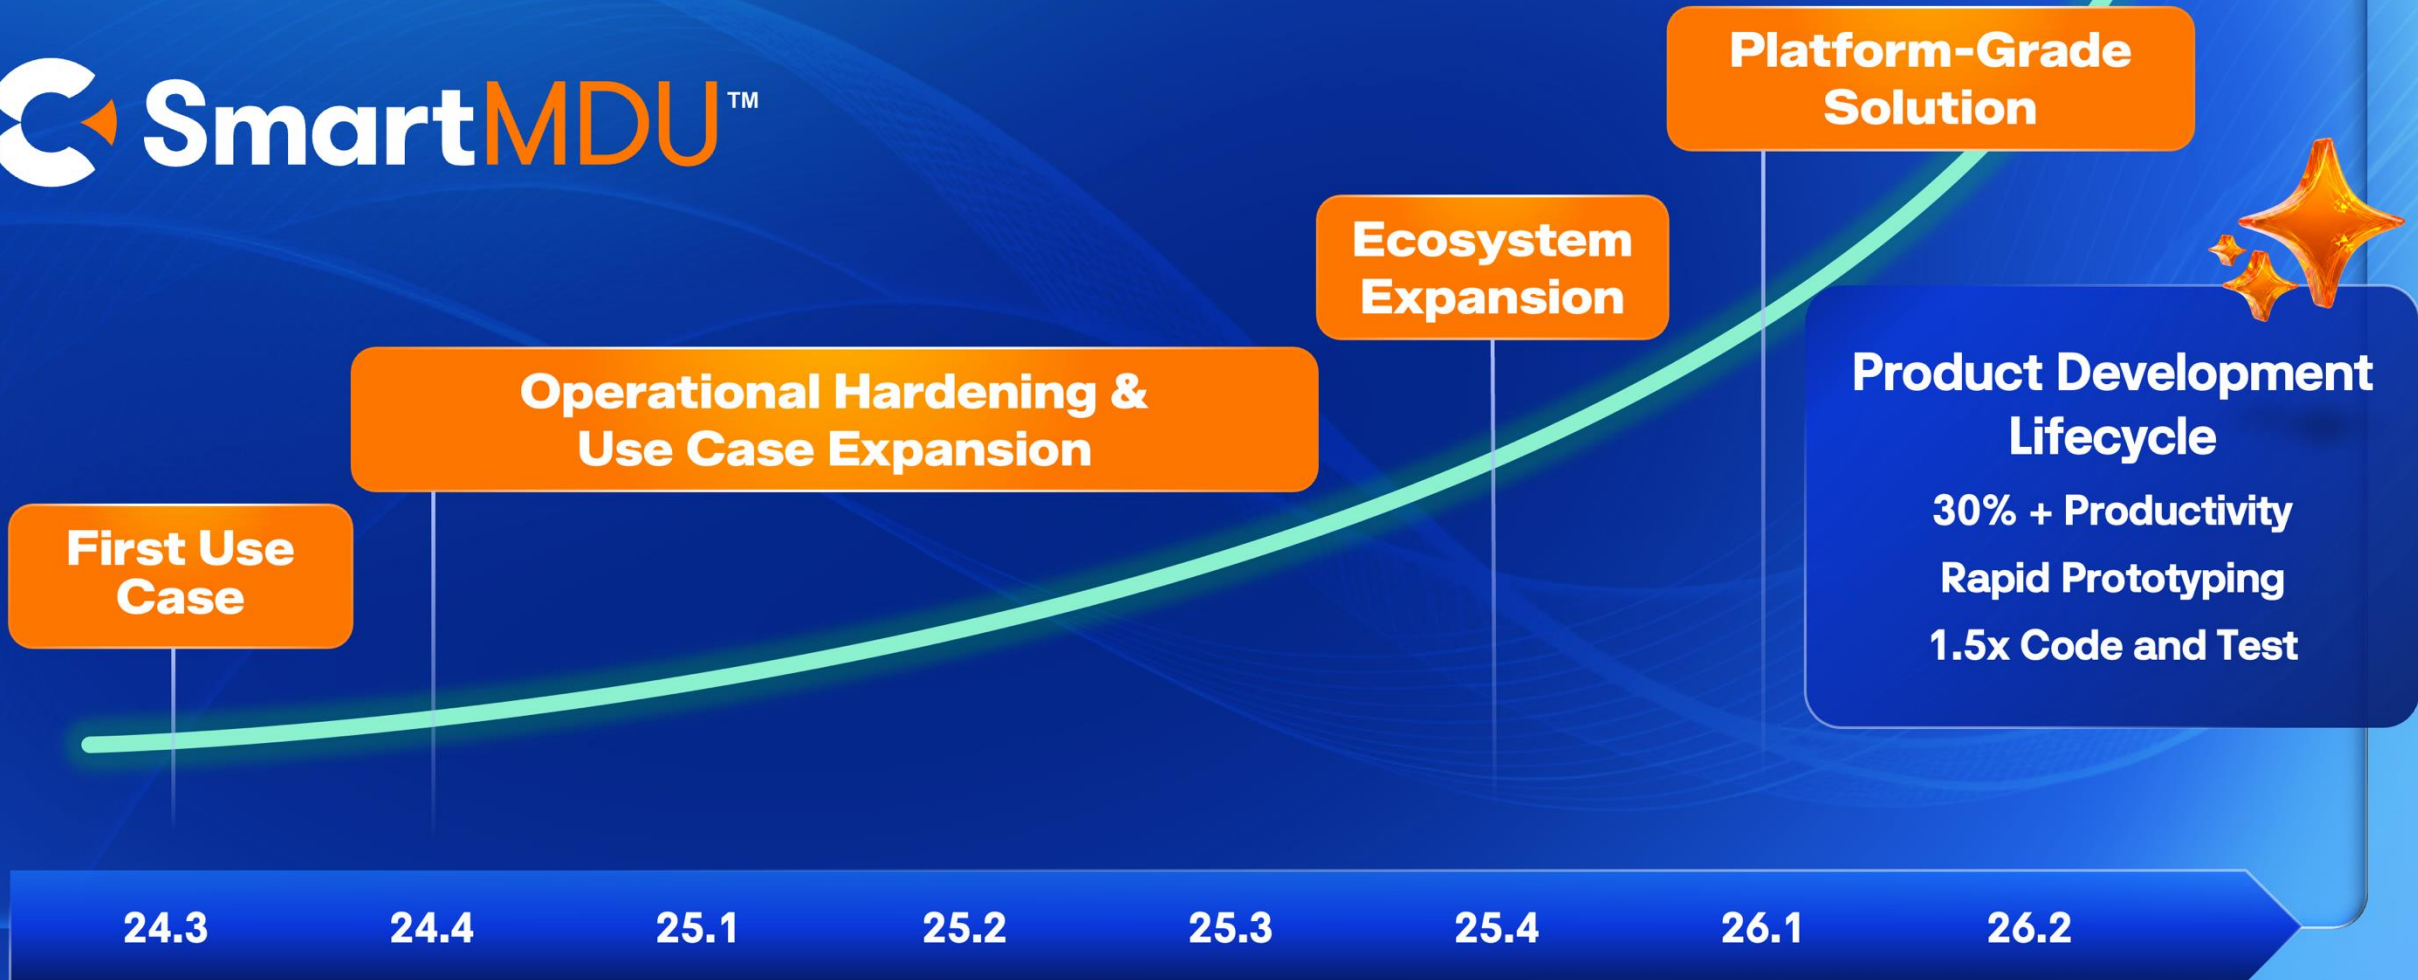 SmartMDU™
Platform-Grade
Solution
Ecosystem
Expansion
Operational Hardening &
Use Case Expansion
First Use
Case
Product Development
Lifecycle
30% + Productivity
Rapid Prototyping
1.5x Code and Test
24.3 24.4 25.1 25.2 25.3 25.4 26.1 26.2